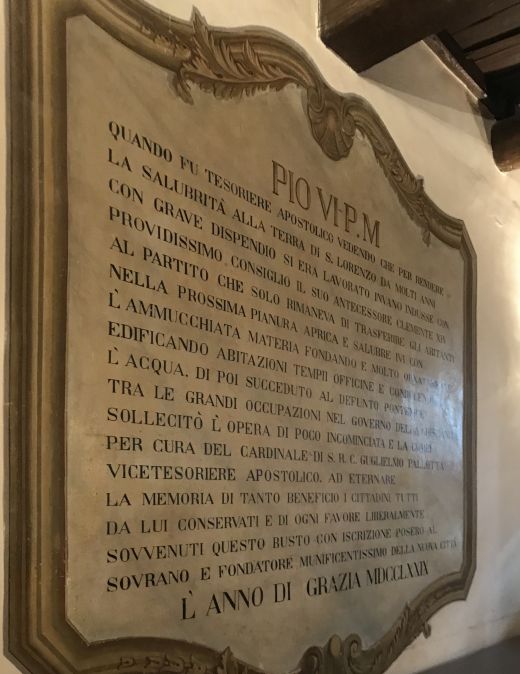 PIO VI·P.M
QUANDO FU TESORIERE APOSTOLICO VEDENDO CHE PER RENDERE
LA SALUBRITÁ ALLA TERRA DI S. LORENZO DA MOLTI ANNI
CON GRAVE DISPENDIO SI ERA LAVORATO INVANO INDUSSE CON
PROVIDISSIMO CONSIGLIO IL SUO ANTECESSORE CLEMENTE XIV
AL PARTITO CHE SOLO RIMANEVA DI TRASFERIRE GLI ABITANTI
NELLA PROSSIMA PIANURA APRICA E SALUBRE IVI CON
L'AMMUCCHIATA MATERIA FONDANDO E MOLTO
EDIFICANDO ABITAZIONI TEMPII OFFICINE E
L'ACQUA. DI POI SUCCEDUTO AL DEFUNTO
TRA LE GRANDI OCCUPAZIONI NEL GOVERNO
SOLLECITÒ L'OPERA DI POCO INCOMINCIATA E LA
PER CURA DEL CARDINALE DI S. R. C. GUGLIELMO PALLOTTA
VICETESORIERE APOSTOLICO. AD ETERNARE
LA MEMORIA DI TANTO BENEFICIO I CITTADINI TUTTI
DA LUI CONSERVATI E DI OGNI FAVORE LIBERALMENTE
SOVVENUTI QUESTO BUSTO CON ISCRIZIONE POSERO AL
SOVRANO E FONDATORE MUNIFICENTISSIMO DELLA NUOVA CITTÁ
L'ANNO DI GRAZIA MDCCLXXIX